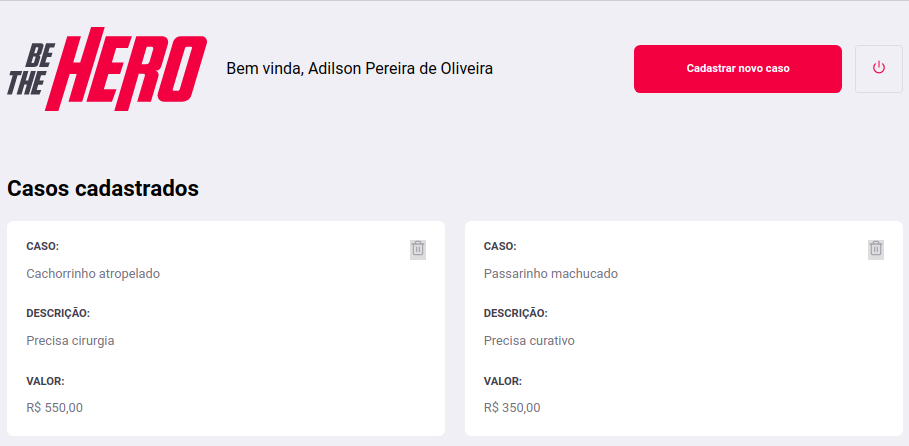 BE THE HERO
Bem vinda, Adilson Pereira de Oliveira
Cadastrar novo caso
Casos cadastrados
CASO:
Cachorrinho atropelado
DESCRIÇÃO:
Precisa cirurgia
VALOR:
R$ 550,00
CASO:
Passarinho machucado
DESCRIÇÃO:
Precisa curativo
VALOR:
R$ 350,00